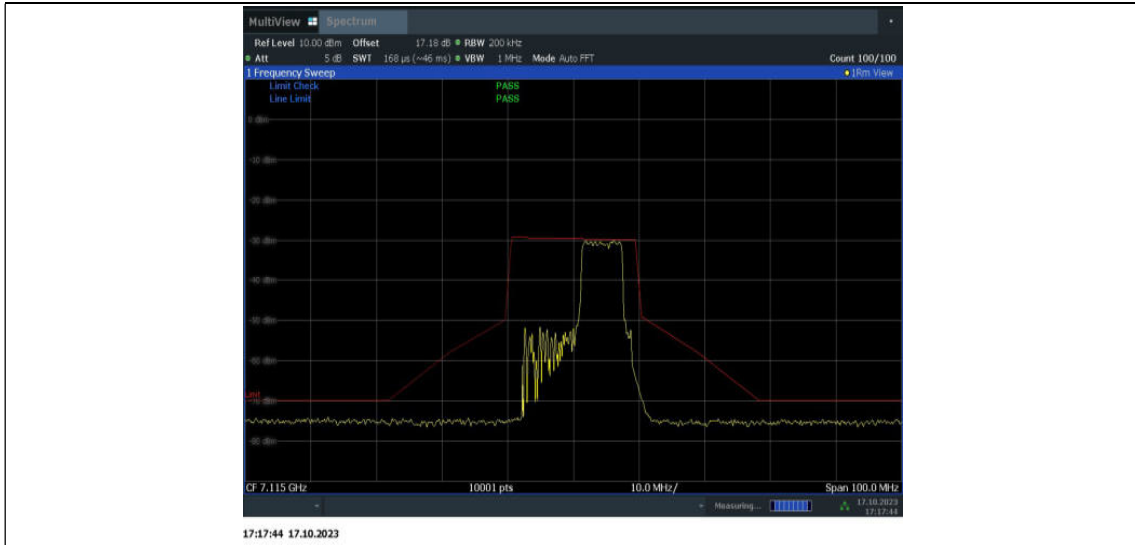 MultiView Spectrum
Ref Level 10.00 dBm Offset 17.18 dB RBW 200 kHz
Att 5 dB SWT 168 µs (~46 ms) VBW 1 MHz Mode Auto FFT Count 100/100
1 Frequency Sweep 1Rm View
Limit Check PASS
Line Limit PASS
0 dBm
-10 dBm
-20 dBm
-30 dBm
-40 dBm
-50 dBm
-60 dBm
-70 dBm
-80 dBm
CF 7.115 GHz 10001 pts 10.0 MHz/ Span 100.0 MHz
Measuring... 17.10.2023
17:17:44
17:17:44 17.10.2023